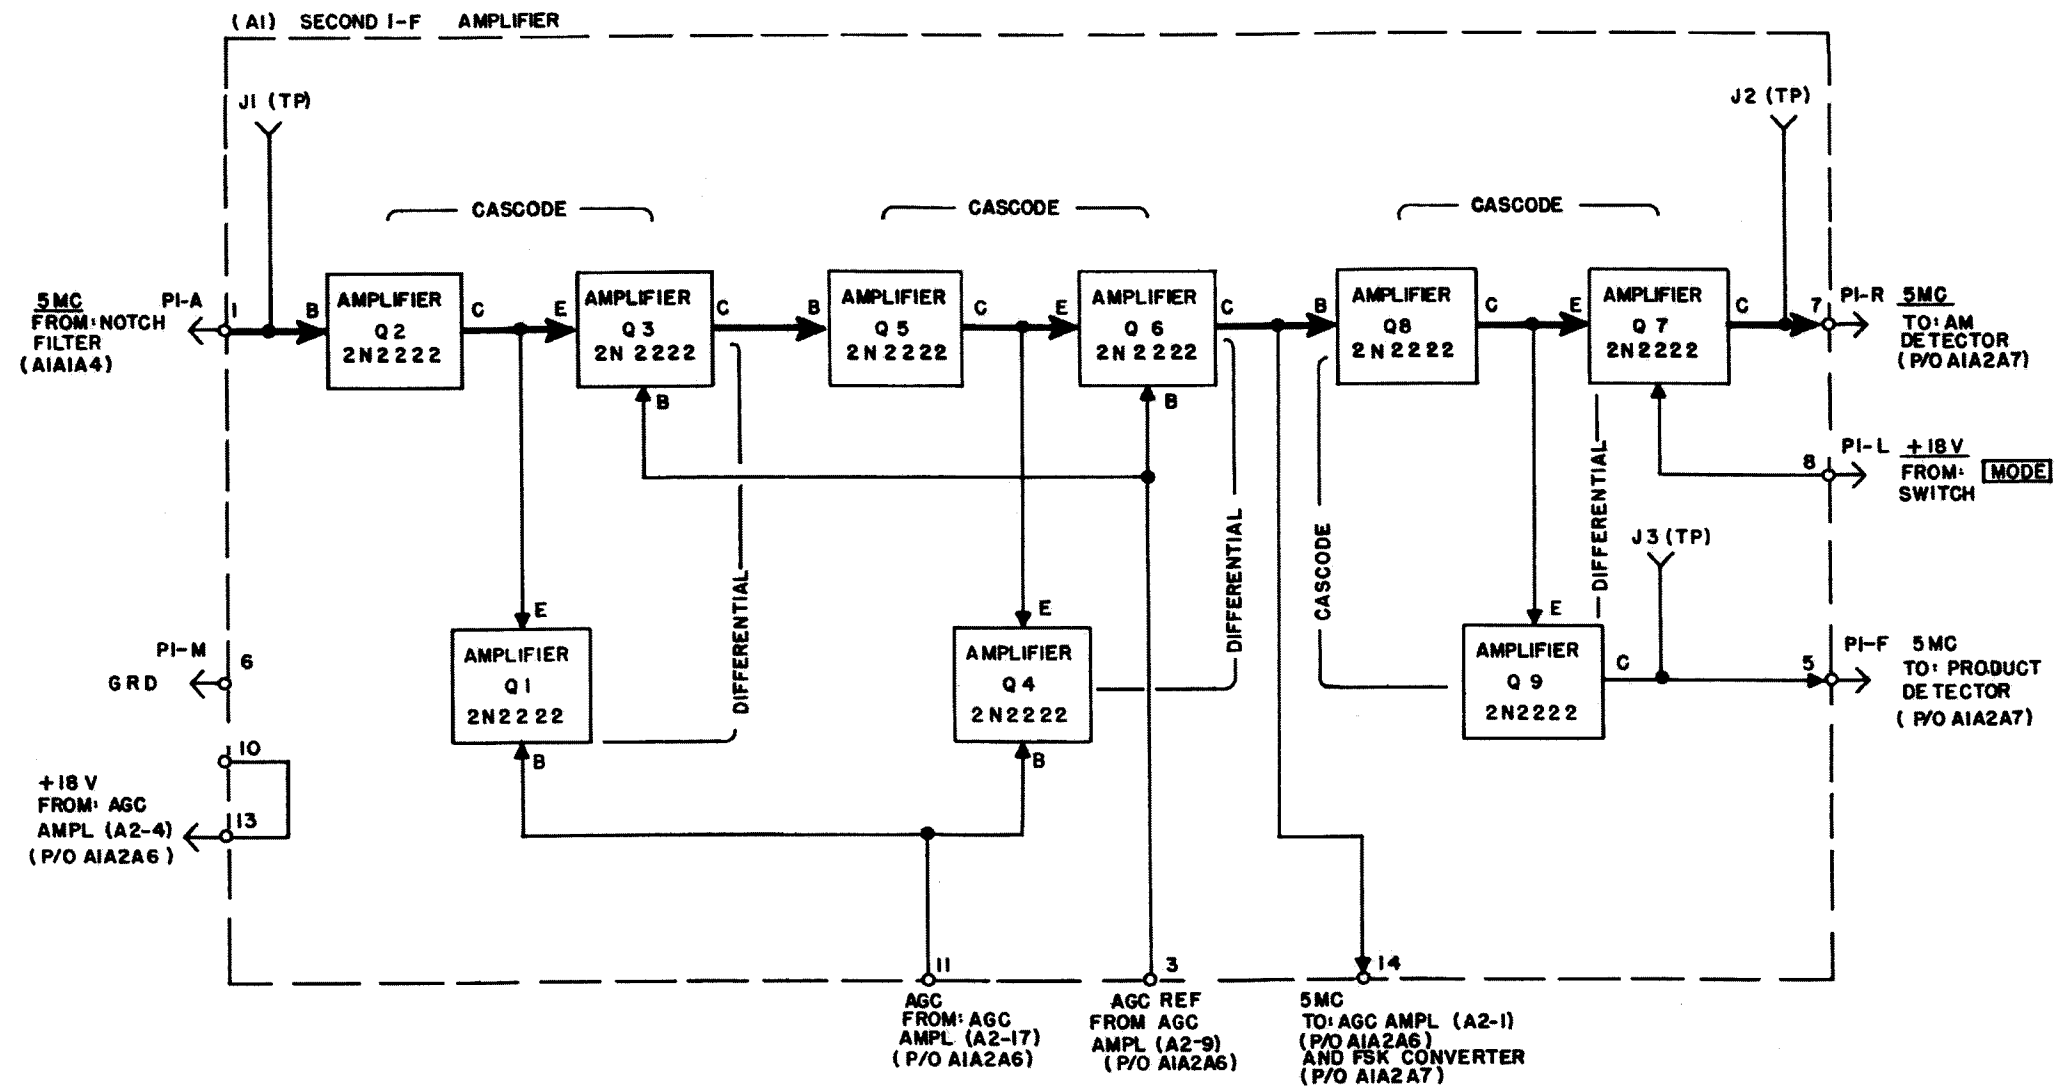 (A1) SECOND I-F AMPLIFIER
J1 (TP)
J2 (TP)
CASCODE
CASCODE
CASCODE
5MC
FROM: NOTCH
FILTER
(A1A1A4)
P1-A
1
B
AMPLIFIER
Q2
2N2222
C
E
AMPLIFIER
Q3
2N2222
C
B
B
AMPLIFIER
Q5
2N2222
C
E
AMPLIFIER
Q6
2N2222
C
B
B
AMPLIFIER
Q8
2N2222
C
E
AMPLIFIER
Q7
2N2222
C
7
P1-R
5MC
TO: AM
DETECTOR
(P/O A1A2A7)
8
P1-L
+18V
FROM: MODE
SWITCH
DIFFERENTIAL
DIFFERENTIAL
CASCODE
DIFFERENTIAL
J3 (TP)
P1-M
6
GRD
E
AMPLIFIER
Q1
2N2222
B
E
AMPLIFIER
Q4
2N2222
B
E
AMPLIFIER
Q9
2N2222
C
5
P1-F
5MC
TO: PRODUCT
DETECTOR
(P/O A1A2A7)
10
+18V
FROM: AGC
AMPL (A2-4)
(P/O A1A2A6)
13
11
AGC
FROM: AGC
AMPL (A2-17)
(P/O A1A2A6)
3
AGC REF
FROM AGC
AMPL (A2-9)
(P/O A1A2A6)
14
5MC
TO: AGC AMPL (A2-1)
(P/O A1A2A6)
AND FSK CONVERTER
(P/O A1A2A7)